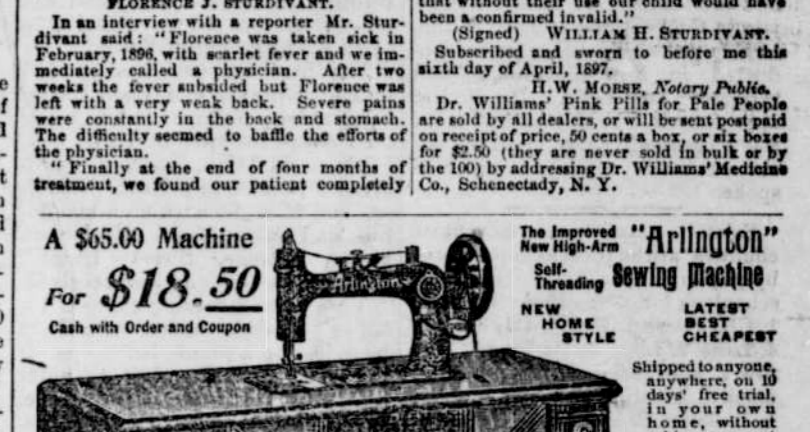 FLORENCE J. STURDIVANT.
In an interview with a reporter Mr. Stur-
divant said: "Florence was taken sick in
February, 1896, with scarlet fever and we im-
mediately called a physician. After two
weeks the fever subsided but Florence was
left with a very weak back. Severe pains
were constantly in the back and stomach.
The difficulty seemed to baffle the efforts of
the physician.
"Finally at the end of four months of
treatment, we found our patient completely
that without their use our child would have
been a confirmed invalid."
(Signed) WILLIAM H. STURDIVANT.
Subscribed and sworn to before me this
sixth day of April, 1897.
H.W. MORSE, Notary Public.
Dr. Williams' Pink Pills for Pale People
are sold by all dealers, or will be sent post paid
on receipt of price, 50 cents a box, or six boxes
for $2.50 (they are never sold in bulk or by
the 100) by addressing Dr. Williams' Medicine
Co., Schenectady, N. Y.
A $65.00 Machine
For $18.50
Cash with Order and Coupon
Arlington
The Improved
New High-Arm "Arlington"
Self-
Threading Sewing Machine
NEW
HOME
STYLE
LATEST
BEST
CHEAPEST
Shipped to anyone,
anywhere, on 10
days' free trial,
in your own
home, without